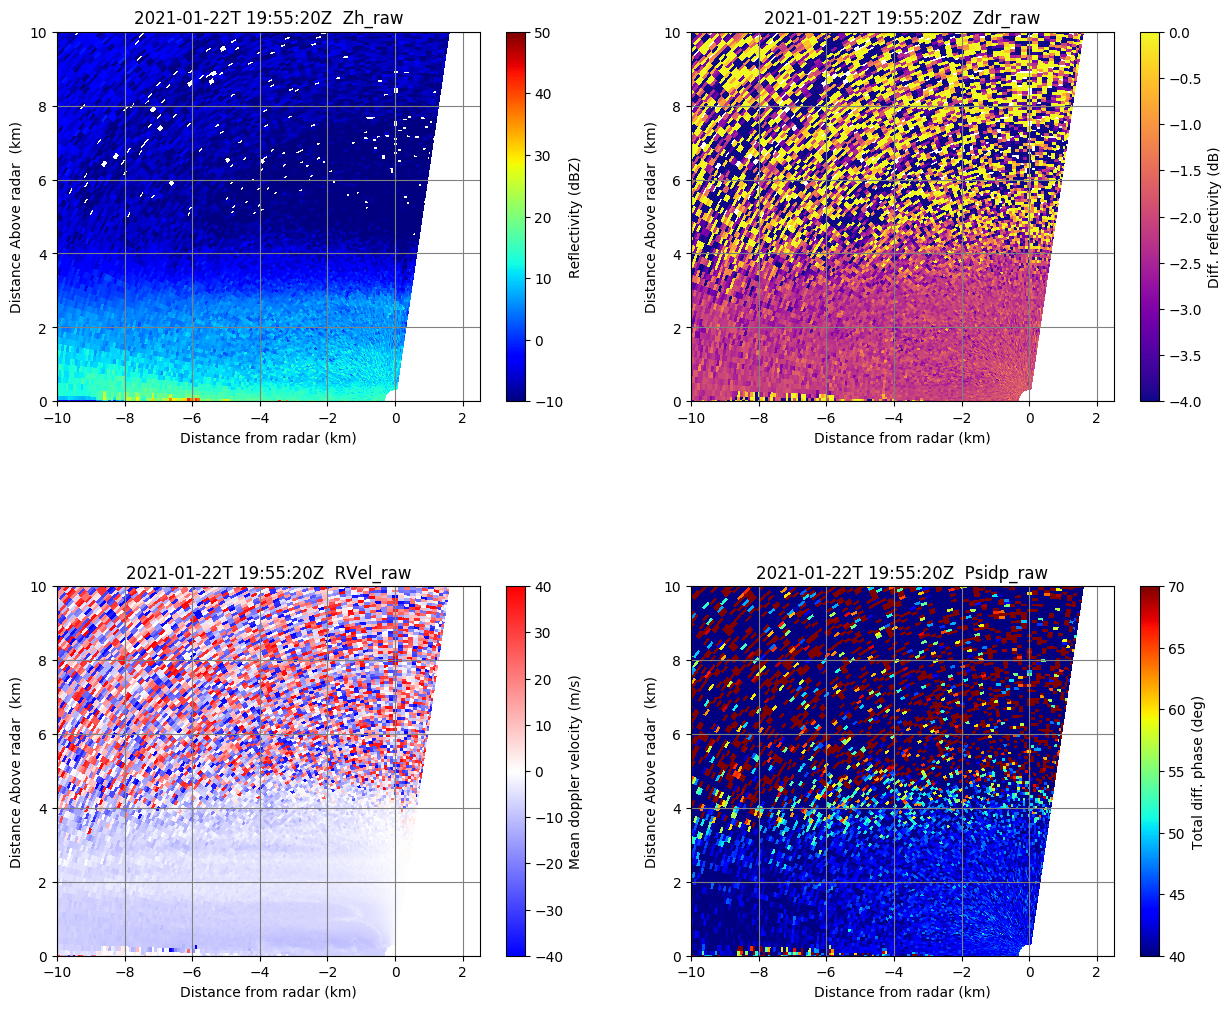 2021-01-22T 19:55:20Z  Zh_raw
10
8
6
4
2
0
Distance Above radar  (km)
−10 −8 −6 −4 −2 0 2
Distance from radar (km)
50
40
30
20
10
0
−10
Reflectivity (dBZ)
2021-01-22T 19:55:20Z  Zdr_raw
10
8
6
4
2
0
Distance Above radar  (km)
−10 −8 −6 −4 −2 0 2
Distance from radar (km)
0.0
−0.5
−1.0
−1.5
−2.0
−2.5
−3.0
−3.5
−4.0
Diff. reflectivity (dB)
2021-01-22T 19:55:20Z  RVel_raw
10
8
6
4
2
0
Distance Above radar  (km)
−10 −8 −6 −4 −2 0 2
Distance from radar (km)
40
30
20
10
0
−10
−20
−30
−40
Mean doppler velocity (m/s)
2021-01-22T 19:55:20Z  Psidp_raw
10
8
6
4
2
0
Distance Above radar  (km)
−10 −8 −6 −4 −2 0 2
Distance from radar (km)
70
65
60
55
50
45
40
Total diff. phase (deg)